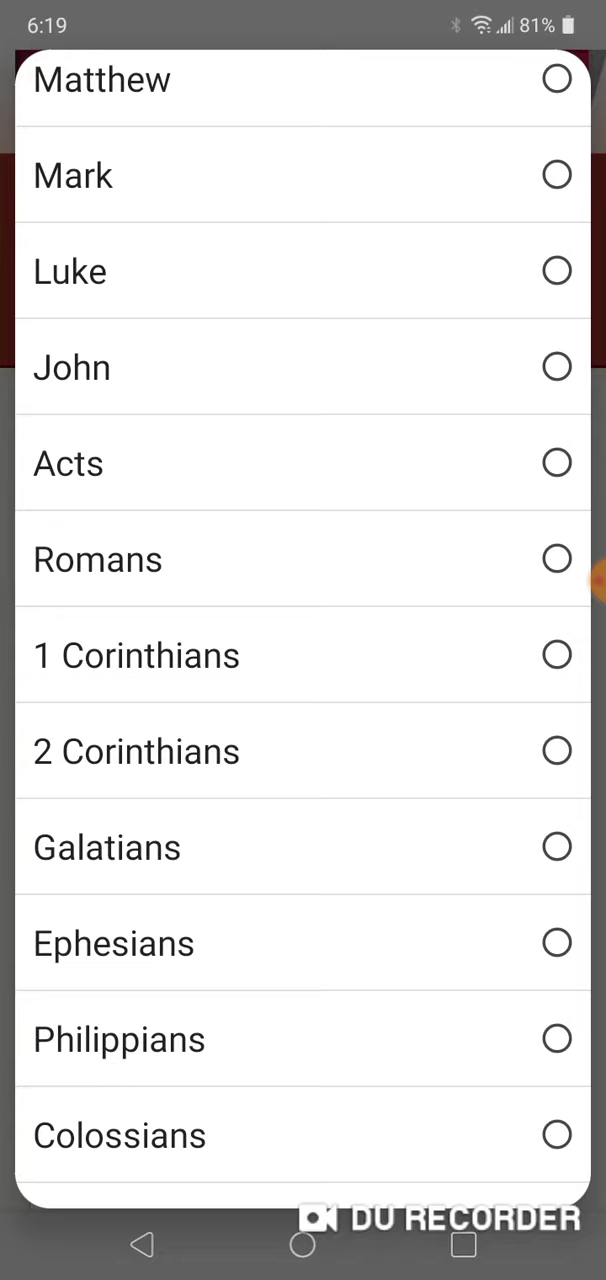 6:19 81%
Matthew
Mark
Luke
John
Acts
Romans
1 Corinthians
2 Corinthians
Galatians
Ephesians
Philippians
Colossians
DU RECORDER